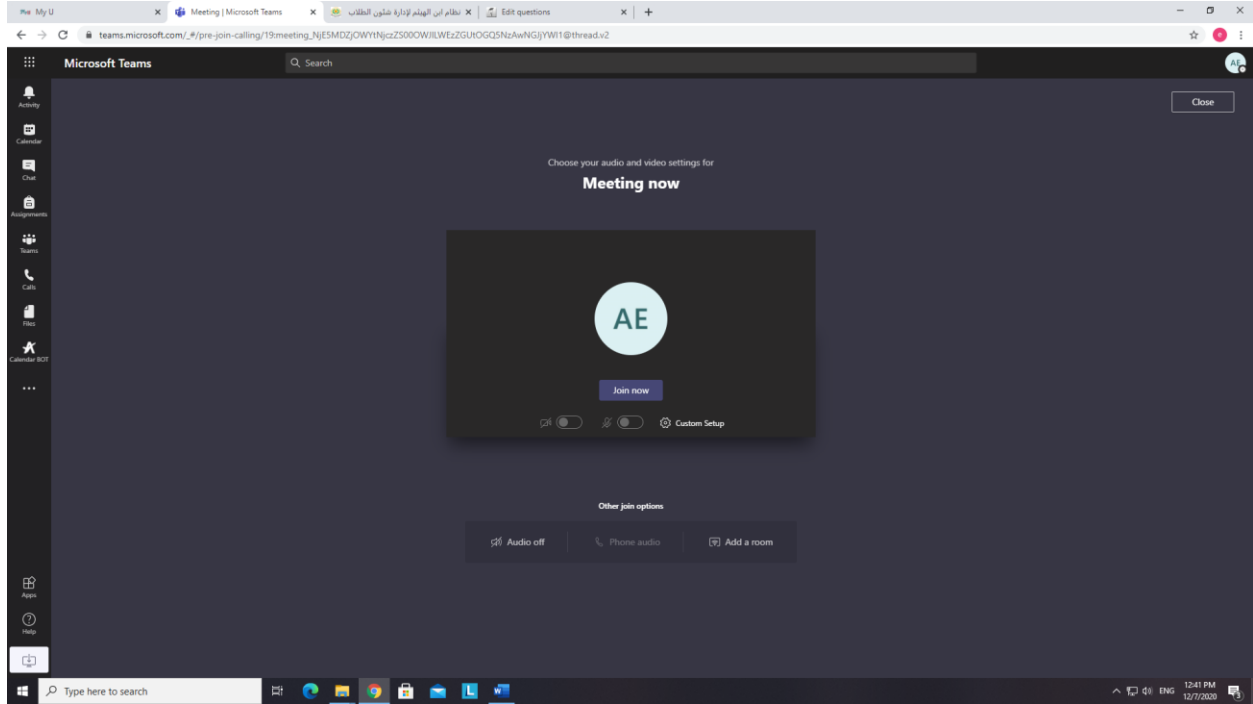 My U
Meeting | Microsoft Teams
نظام ابن الهيثم لإدارة شئون الطلاب
Edit questions
teams.microsoft.com/_#/pre-join-calling/19:meeting_NjE5MDZjOWYtNjczZS00OWJlLWEzZGUtOGQ5NzAwNGJjYWI1@thread.v2
Microsoft Teams
Search
AE
Activity
Calendar
Chat
Assignments
Teams
Calls
Files
Calendar BOT
Close
Choose your audio and video settings for
Meeting now
AE
Join now
Custom Setup
Other join options
Audio off
Phone audio
Add a room
Apps
Help
Type here to search
ENG
12:41 PM
12/7/2020
3